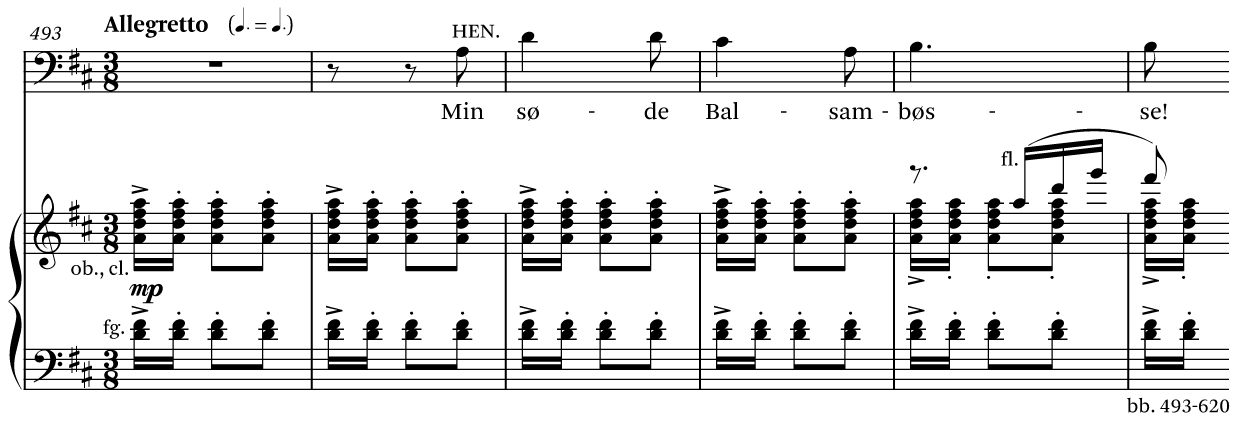 493 Allegretto (♩. = ♩.)
HEN.
Min sø - de Bal - sam - bøs - - se!
fl.
ob., cl.
mp
fg.
bb. 493-620